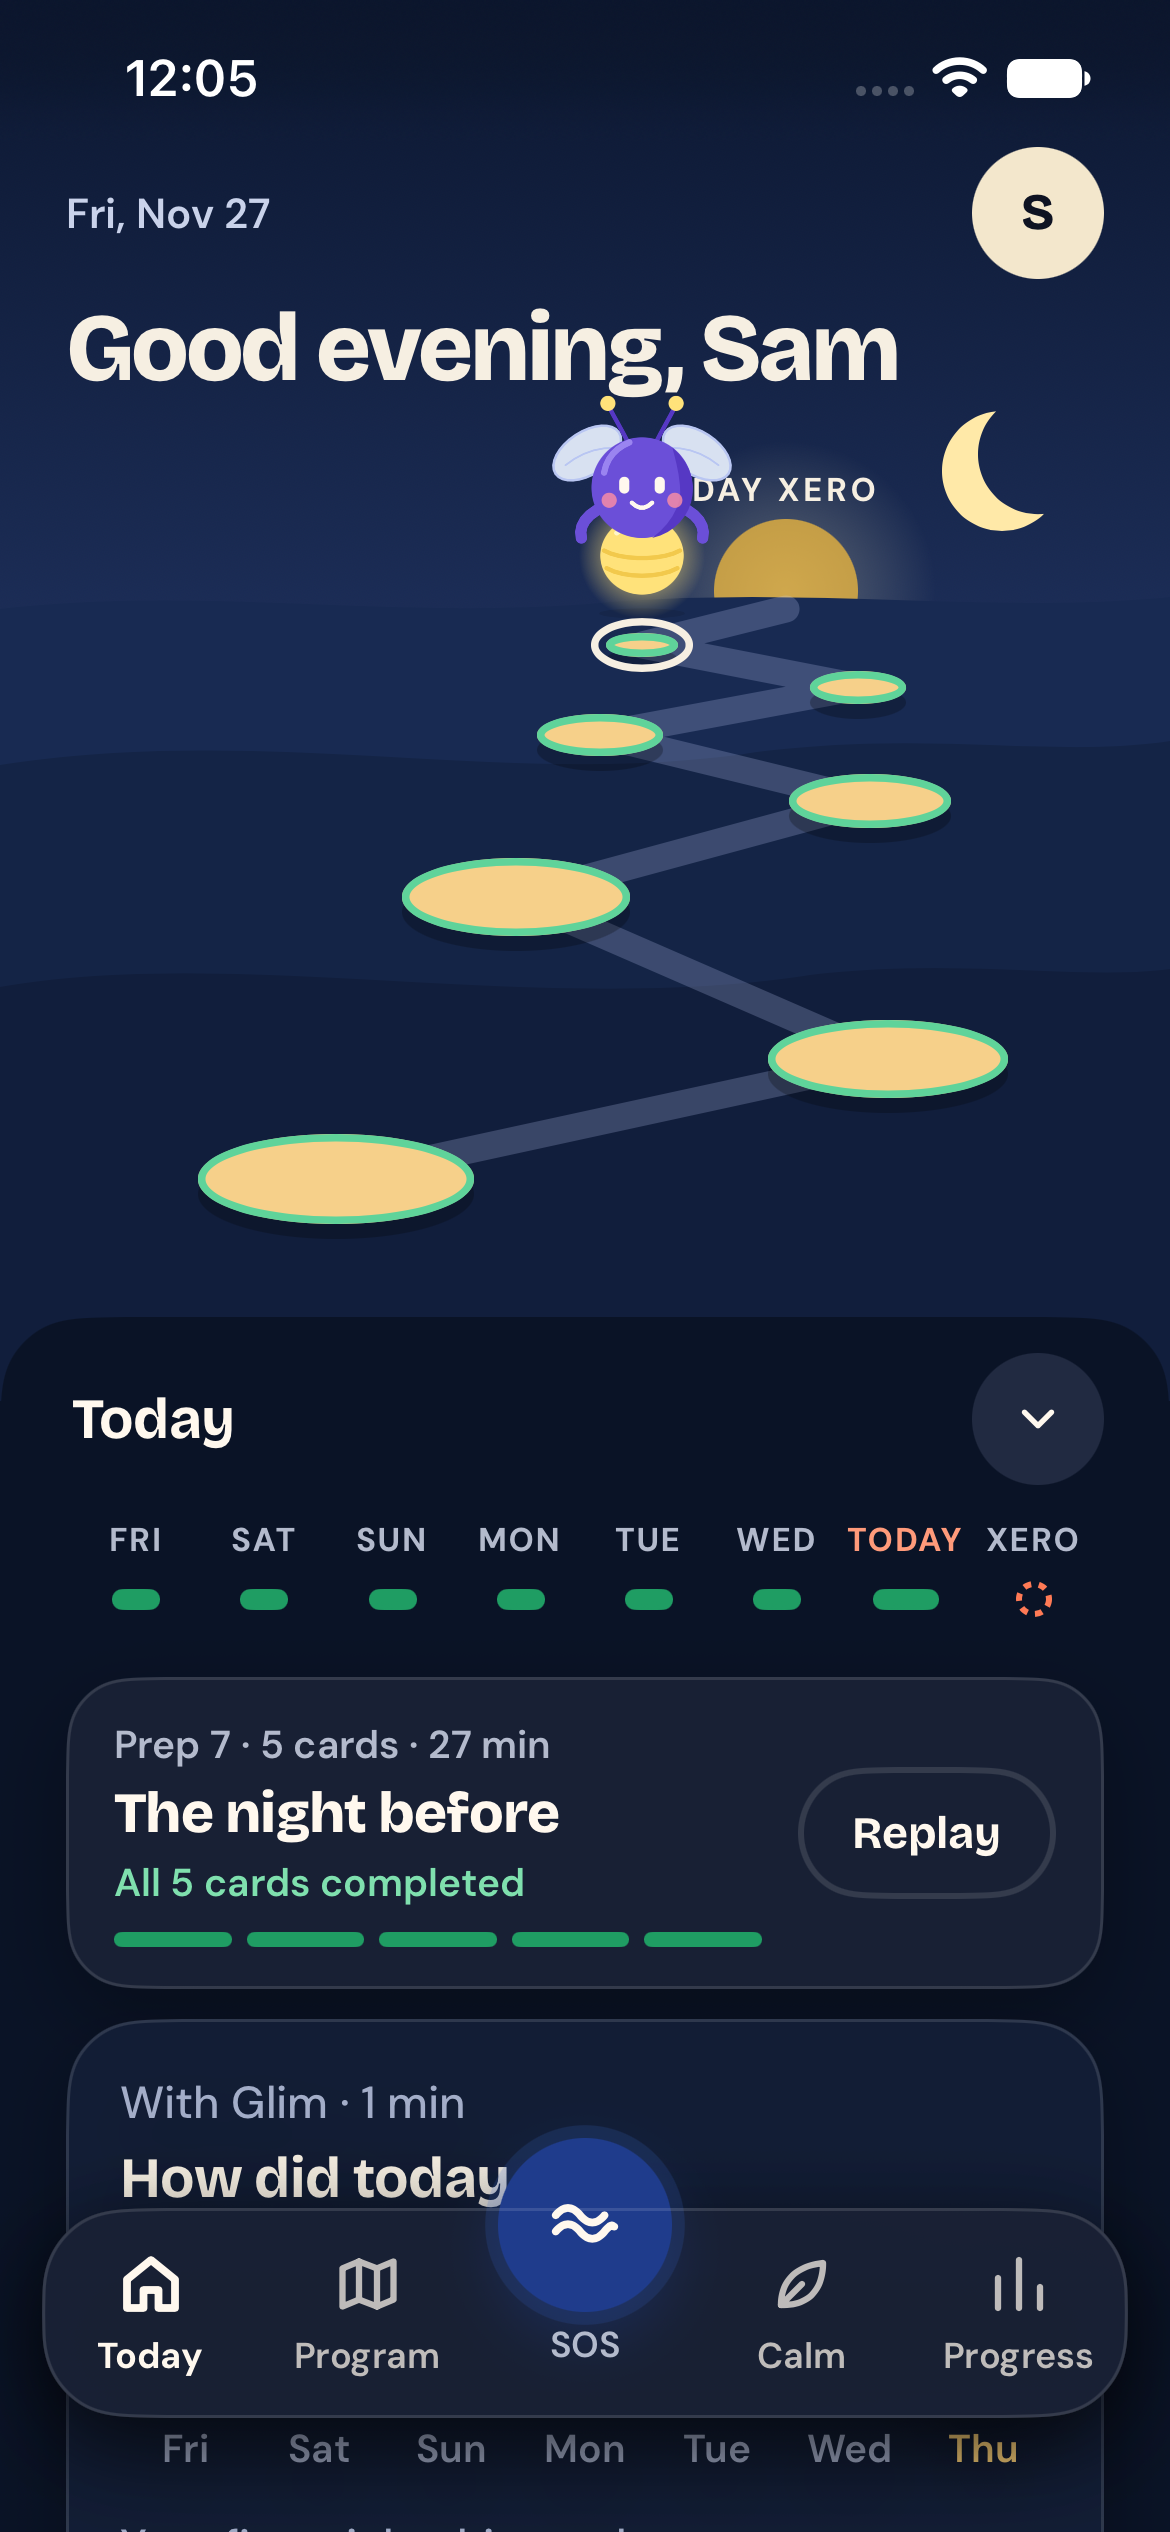 12:05
Fri, Nov 27
S
Good evening, Sam
DAY XERO
Today
FRI SAT SUN MON TUE WED TODAY XERO
Prep 7 · 5 cards · 27 min
The night before
All 5 cards completed
Replay
With Glim · 1 min
How did today
Today Program SOS Calm Progress
Fri Sat Sun Mon Tue Wed Thu